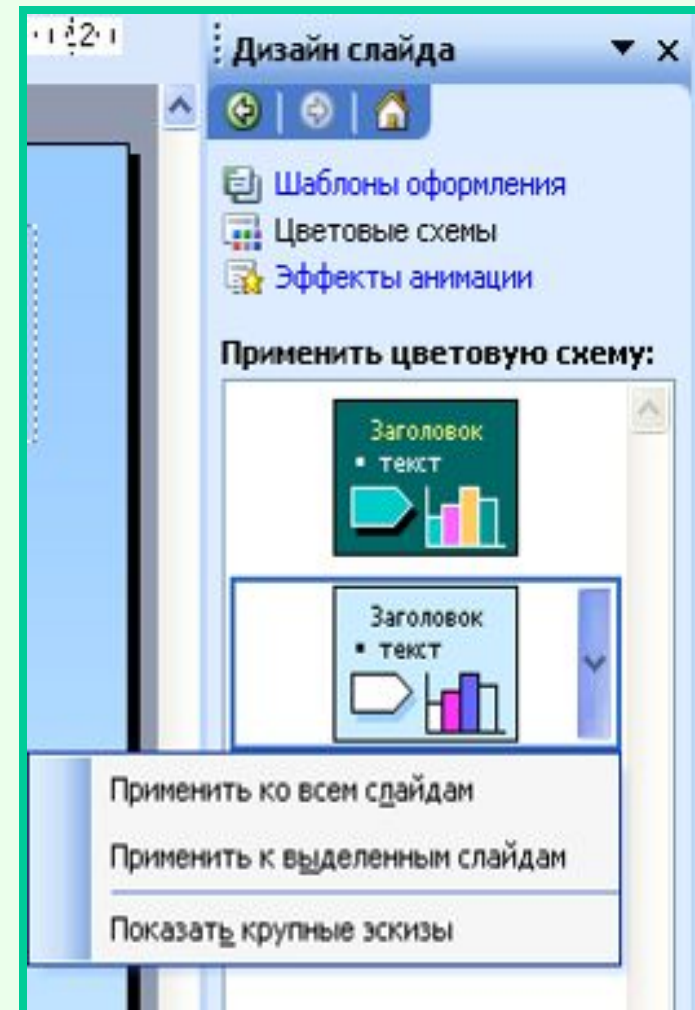 2
Дизайн слайда
Шаблоны оформления
Цветовые схемы
Эффекты анимации
Применить цветовую схему:
Заголовок
• текст
Заголовок
• текст
Применить ко всем слайдам
Применить к выделенным слайдам
Показать крупные эскизы